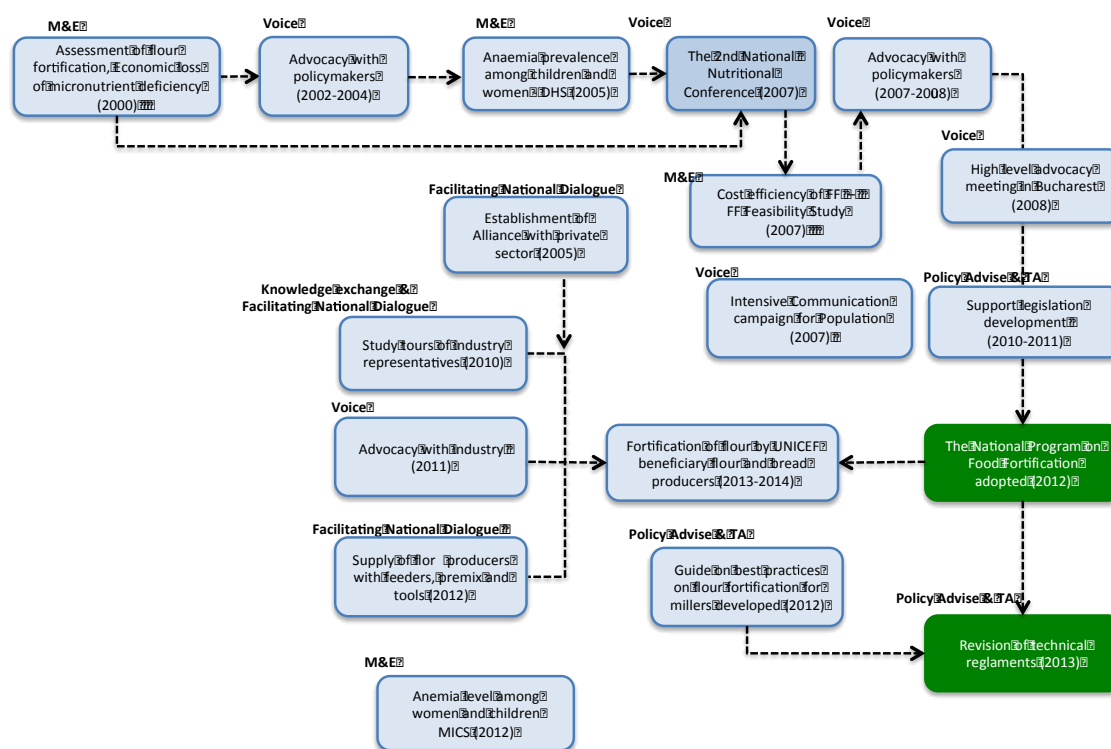 M&E
Assessment of flour
fortification, Economic loss
of micronutrient deficiency
(2000)
Voice
Advocacy with
policymakers
(2002-2004)
M&E
Anaemia prevalence
among children and
women DHS (2005)
Voice
The 2nd National
Nutritional
Conference (2007)
Voice
Advocacy with
policymakers
(2007-2008)
Voice
High level advocacy
meeting in Bucharest
(2008)
M&E
Cost efficiency of FF –
FF Feasibility Study
(2007)
Facilitating National Dialogue
Establishment of
Alliance with private
sector (2005)
Voice
Intensive Communication
campaign for Population
(2007)
Policy Advise & TA
Support legislation
development
(2010-2011)
Knowledge exchange &
Facilitating National Dialogue
Study tours of industry
representatives (2010)
Voice
Advocacy with industry
(2011)
Fortification of flour by UNICEF
beneficiary flour and bread
producers (2013-2014)
The National Program on
Food Fortification
adopted (2012)
Facilitating National Dialogue
Supply of flor producers
with feeders, premix and
tools (2012)
Policy Advise & TA
Guide on best practices
on flour fortification for
millers developed (2012)
Policy Advise & TA
Revision of technical
reglaments (2013)
M&E
Anemia level among
women and children
MICS (2012)